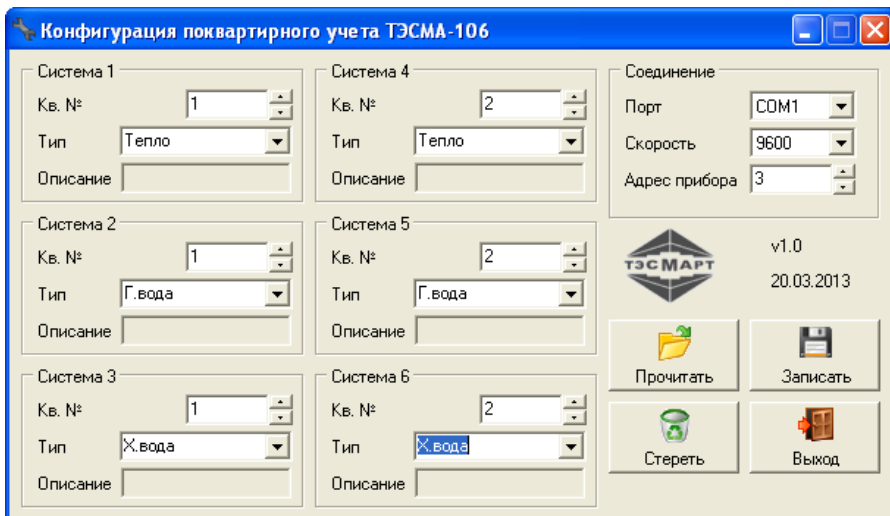 Конфигурация поквартирного учета ТЭСМА-106
Система 1
Кв. № 1
Тип Тепло
Описание
Система 2
Кв. № 1
Тип Г.вода
Описание
Система 3
Кв. № 1
Тип Х.вода
Описание
Система 4
Кв. № 2
Тип Тепло
Описание
Система 5
Кв. № 2
Тип Г.вода
Описание
Система 6
Кв. № 2
Тип Х.вода
Описание
Соединение
Порт COM1
Скорость 9600
Адрес прибора 3
ТЭСМАРТ
v1.0
20.03.2013
Прочитать
Записать
Стереть
Выход